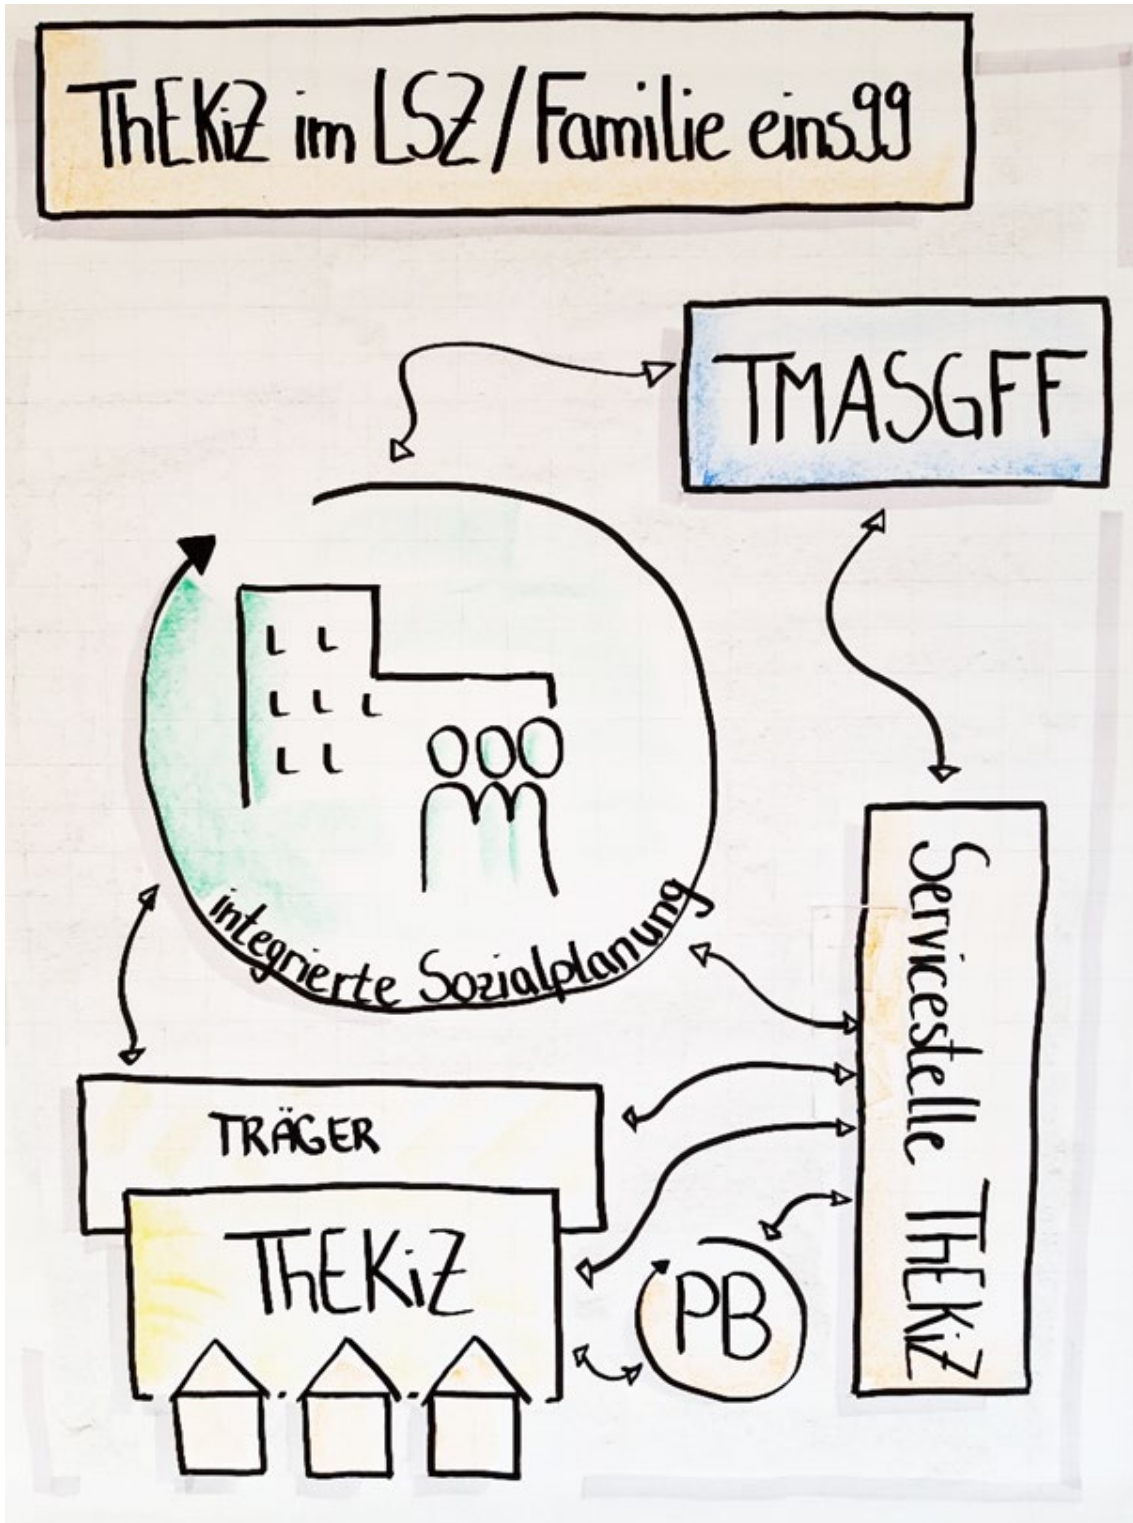 ThEKiZ im LSZ/Familie eins99
TMASGFF
integrierte Sozialplanung
Servicestelle ThEKiZ
TRÄGER
ThEKiZ
PB